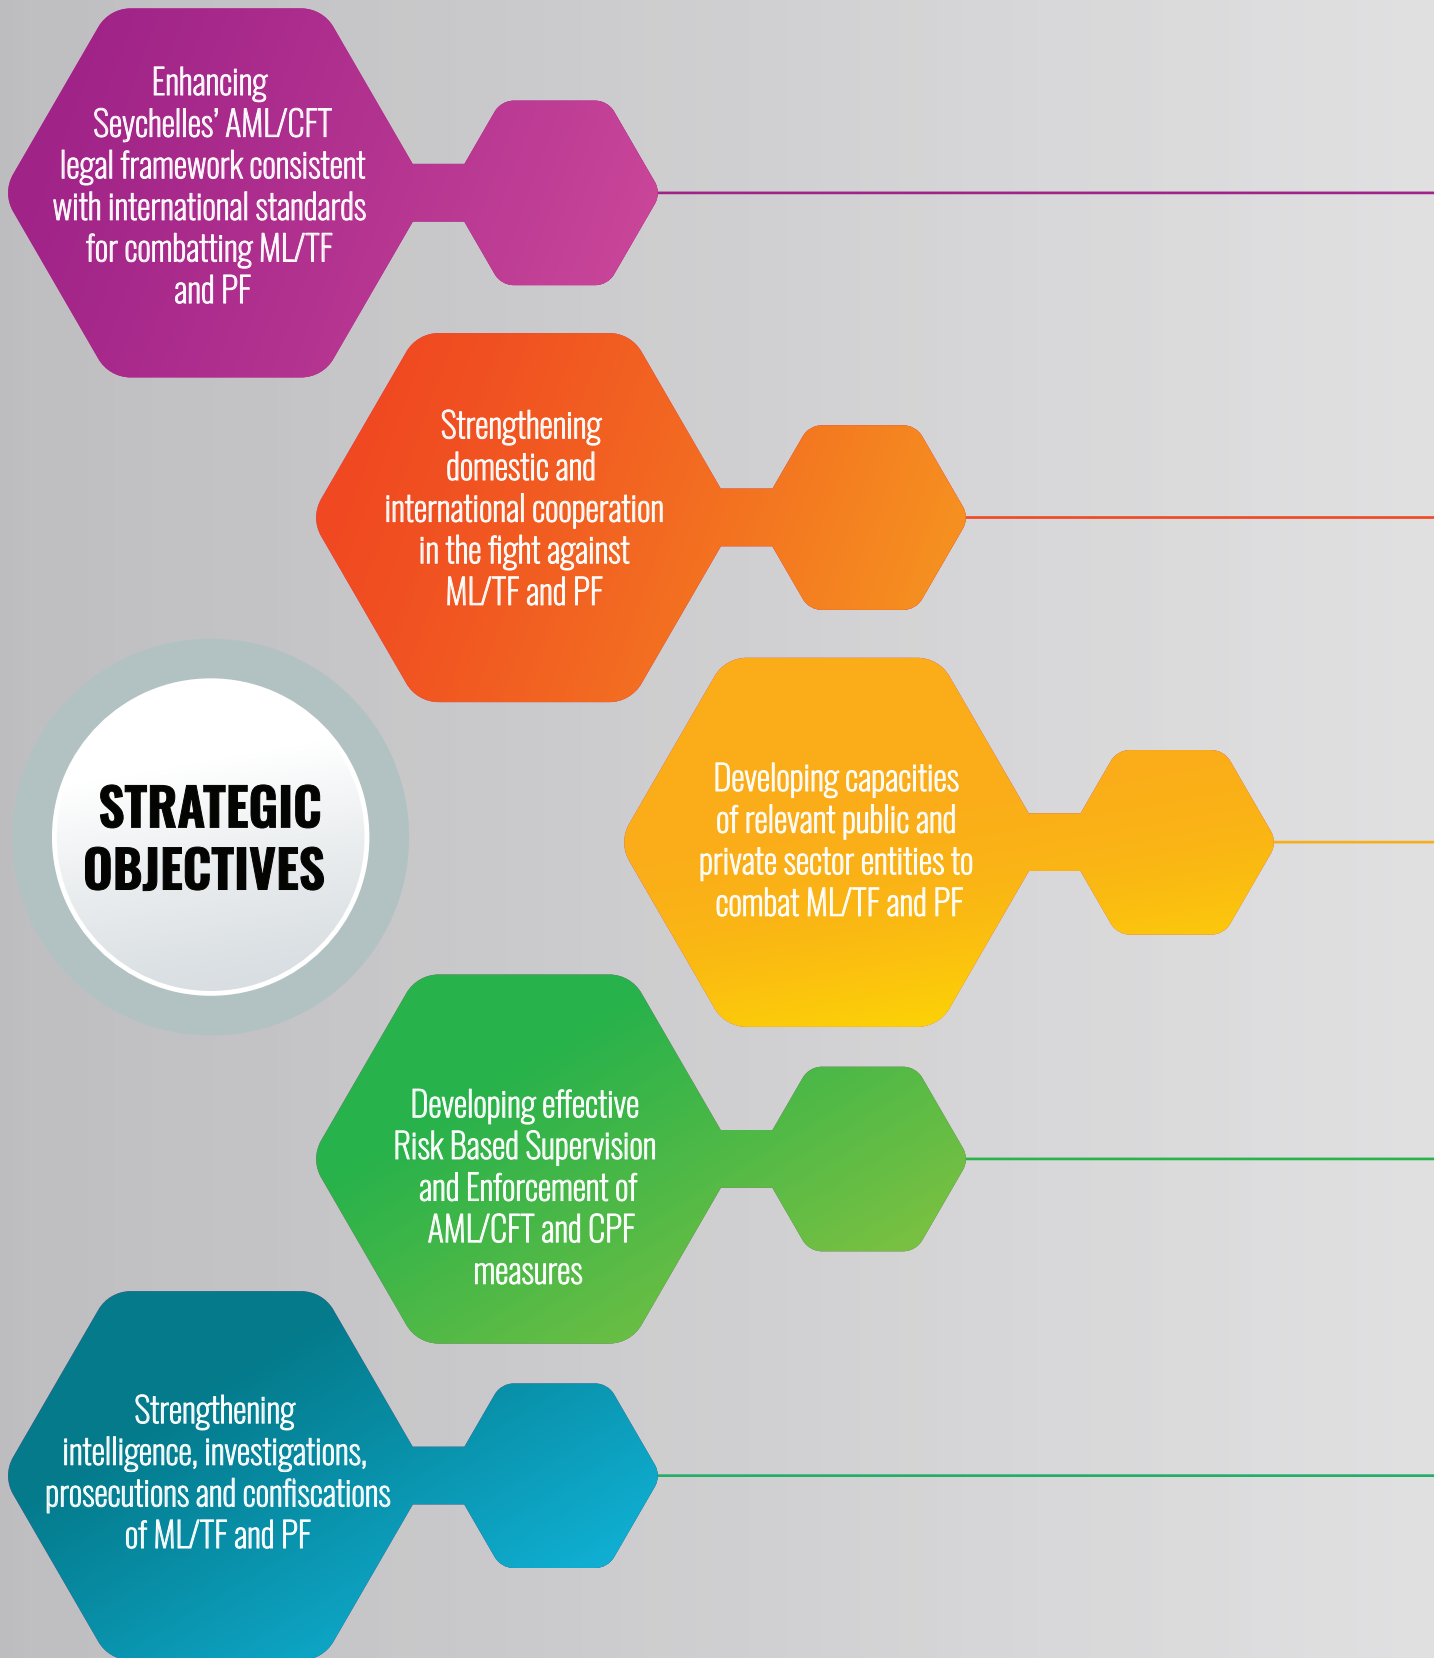 Enhancing
Seychelles’ AML/CFT
legal framework consistent
with international standards
for combatting ML/TF
and PF
Strengthening
domestic and
international cooperation
in the fight against
ML/TF and PF
STRATEGIC
OBJECTIVES
Developing capacities
of relevant public and
private sector entities to
combat ML/TF and PF
Developing effective
Risk Based Supervision
and Enforcement of
AML/CFT and CPF
measures
Strengthening
intelligence, investigations,
prosecutions and confiscations
of ML/TF and PF